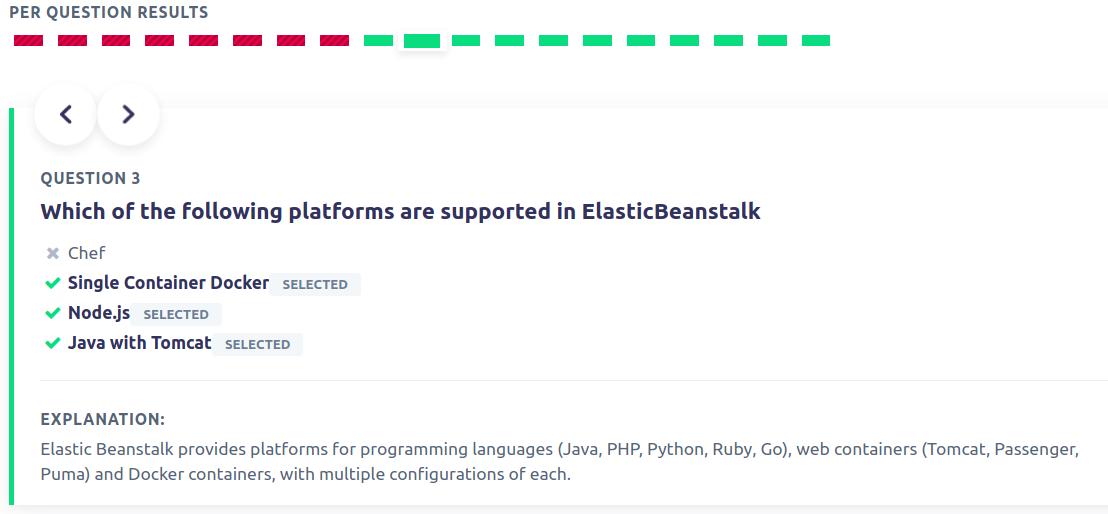 PER QUESTION RESULTS
QUESTION 3
Which of the following platforms are supported in ElasticBeanstalk
Chef
Single Container Docker SELECTED
Node.js SELECTED
Java with Tomcat SELECTED
EXPLANATION:
Elastic Beanstalk provides platforms for programming languages (Java, PHP, Python, Ruby, Go), web containers (Tomcat, Passenger,
Puma) and Docker containers, with multiple configurations of each.